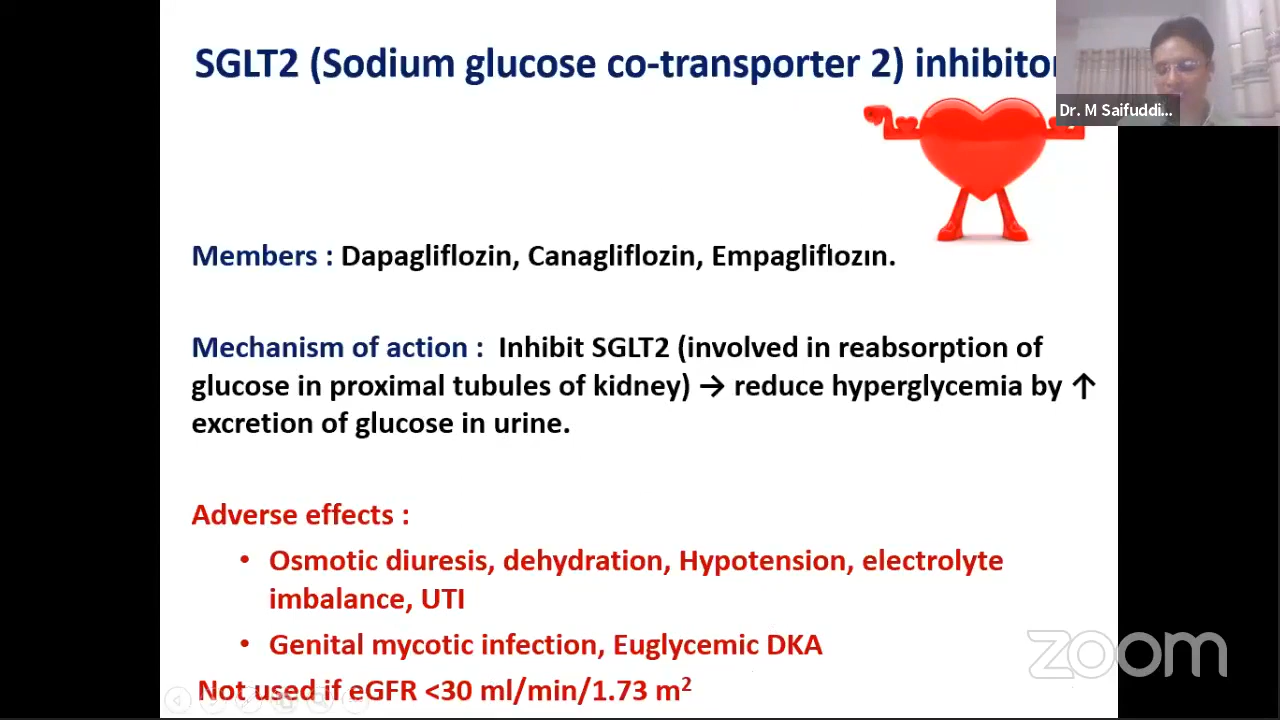 SGLT2 (Sodium glucose co-transporter 2) inhibitor
Dr. M Saifuddi...
Members : Dapagliflozin, Canagliflozin, Empagliflozin.
Mechanism of action : Inhibit SGLT2 (involved in reabsorption of
glucose in proximal tubules of kidney) → reduce hyperglycemia by ↑
excretion of glucose in urine.
Adverse effects :
• Osmotic diuresis, dehydration, Hypotension, electrolyte
imbalance, UTI
• Genital mycotic infection, Euglycemic DKA
Not used if eGFR <30 ml/min/1.73 m²
zoom